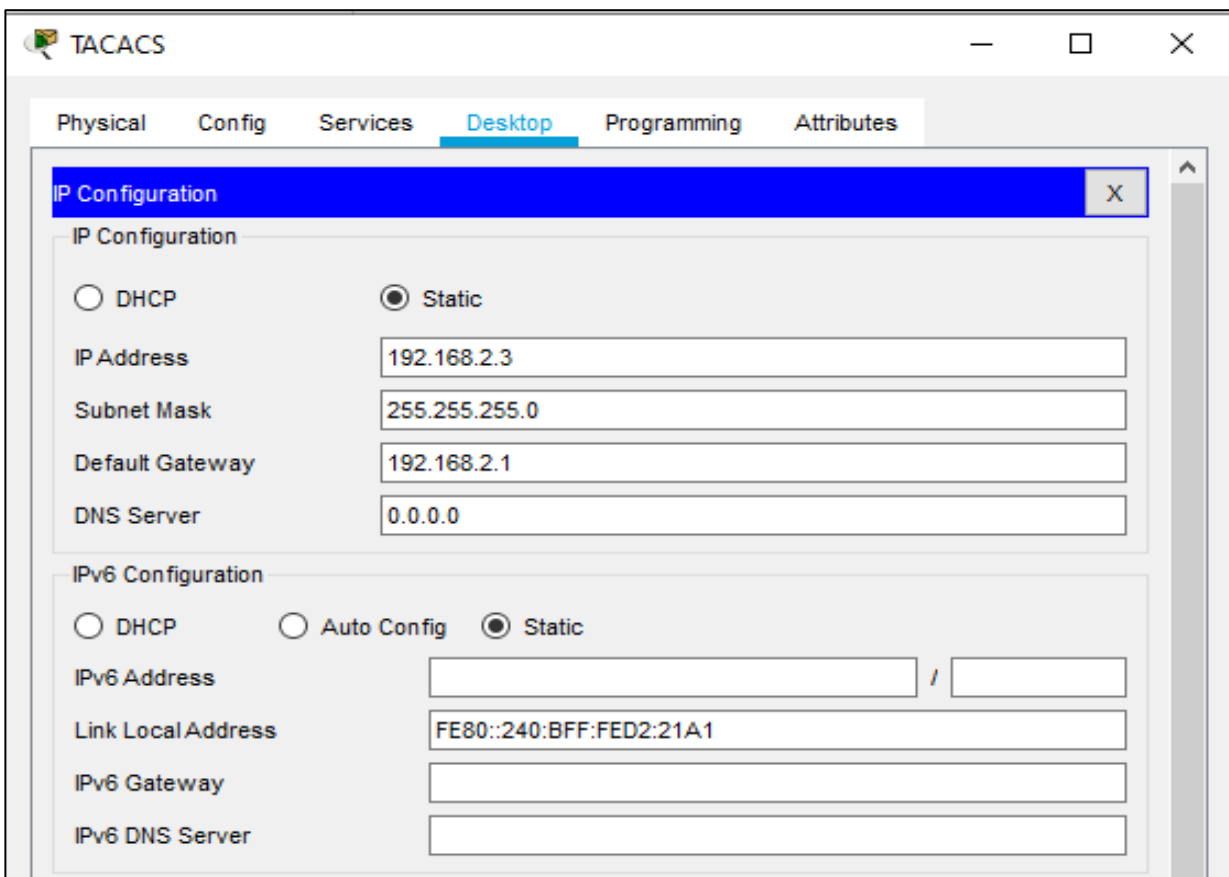 TACACS
Physical Config Services Desktop Programming Attributes
IP Configuration X
IP Configuration
DHCP Static
IP Address 192.168.2.3
Subnet Mask 255.255.255.0
Default Gateway 192.168.2.1
DNS Server 0.0.0.0
IPv6 Configuration
DHCP Auto Config Static
IPv6 Address /
Link Local Address FE80::240:BFF:FED2:21A1
IPv6 Gateway
IPv6 DNS Server